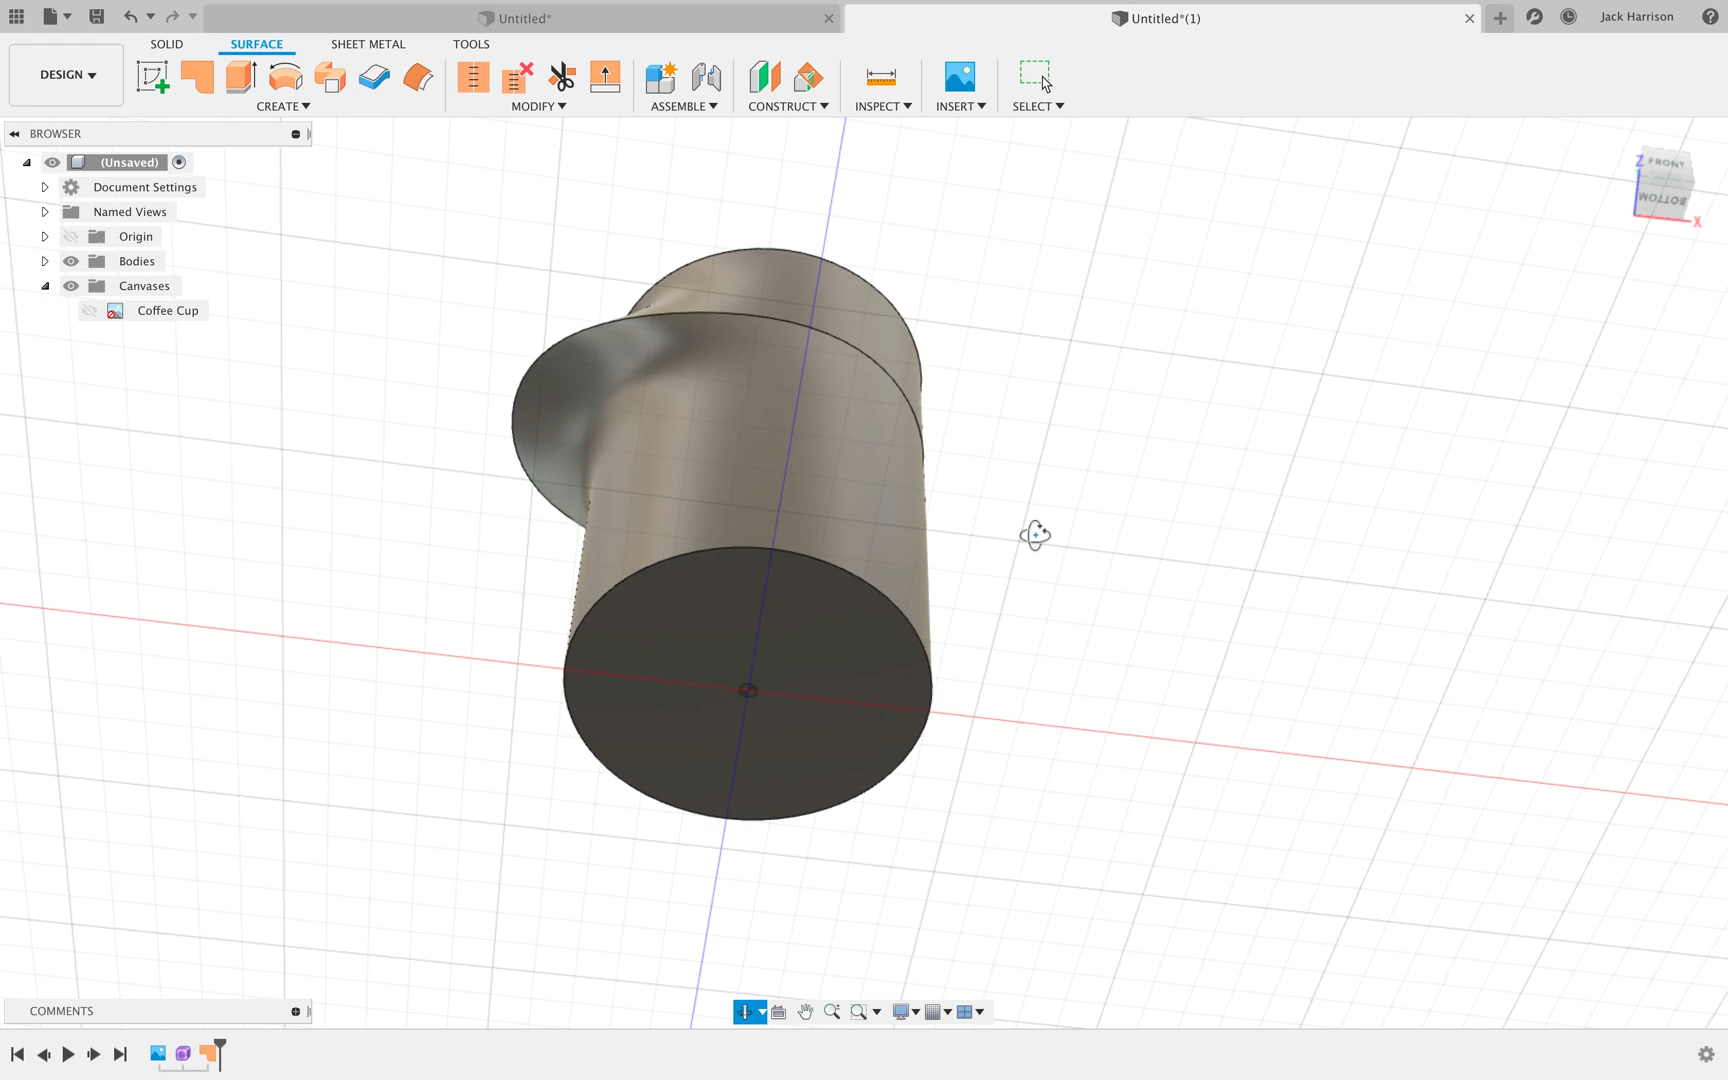 Untitled*
Untitled*(1)
Jack Harrison
DESIGN
SOLID
SURFACE
SHEET METAL
TOOLS
CREATE
MODIFY
ASSEMBLE
CONSTRUCT
INSPECT
INSERT
SELECT
BROWSER
(Unsaved)
Document Settings
Named Views
Origin
Bodies
Canvases
Coffee Cup
Z
FRONT
BOTTOM
X
COMMENTS